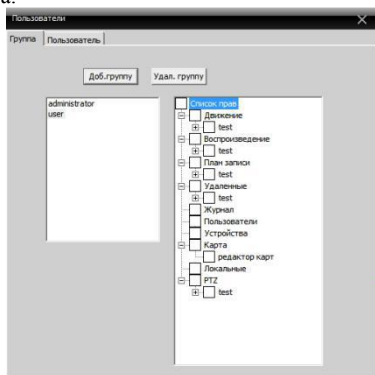 a.
Пользователи
Группа Пользователь
Доб.группу Удал. группу
administrator
user
Список прав
Движение
test
Воспроизведение
test
План записи
test
Удаленные
test
Журнал
Пользователи
Устройства
Карта
редактор карт
Локальные
PTZ
test